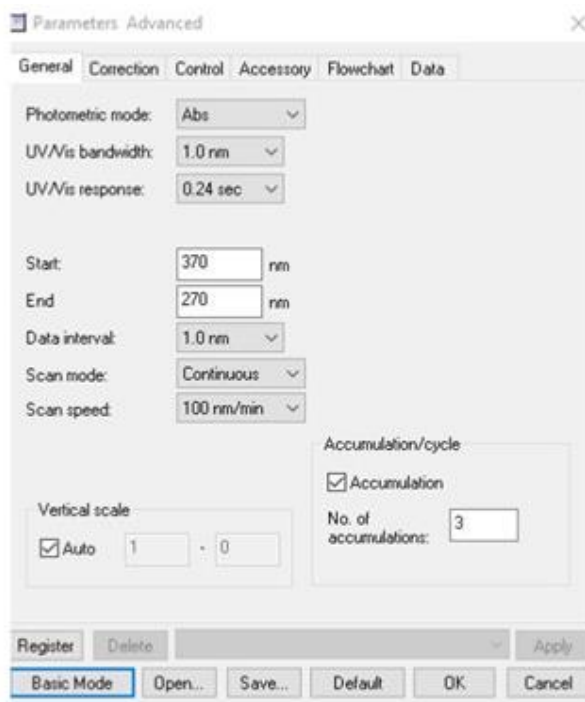 Parameters Advanced
General Correction Control Accessory Flowchart Data
Photometric mode: Abs
UV/Vis bandwidth: 1.0 nm
UV/Vis response: 0.24 sec
Start: 370 nm
End 270 nm
Data interval: 1.0 nm
Scan mode: Continuous
Scan speed: 100 nm/min
Accumulation/cycle
Accumulation
No. of
accumulations: 3
Vertical scale
Auto 1 - 0
Register Delete Apply
Basic Mode Open... Save... Default OK Cancel